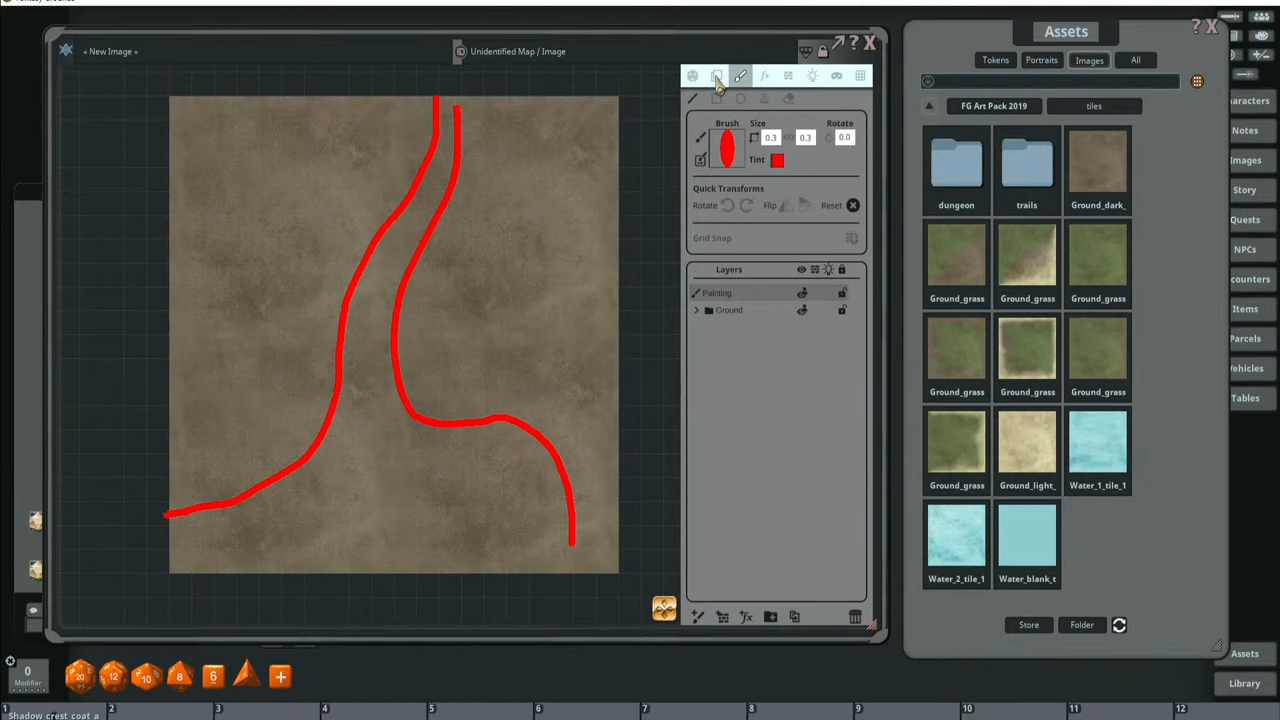 « New Image »
Unidentified Map / Image
? X
Brush Size Rotate
0.3 0.3 0.0
Tint
Quick Transforms
Rotate Flip Reset
Grid Snap
Layers
Painting
Ground
Assets
? X
Tokens Portraits Images All
FG Art Pack 2019 tiles
dungeon trails Ground_dark_
Ground_grass Ground_grass Ground_grass
Ground_grass Ground_grass Ground_grass
Ground_grass Ground_light_ Water_1_tile_1
Water_2_tile_1 Water_blank_t
Store Folder
aracters
Notes
Images
Story
Quests
NPCs
counters
Items
Parcels
ehicles
Tables
Assets
Library
0
Modifier
20 12 10 8 6 +
1 2 3 4 5 6 7 8 9 10 11 12
Shadow crest coat a